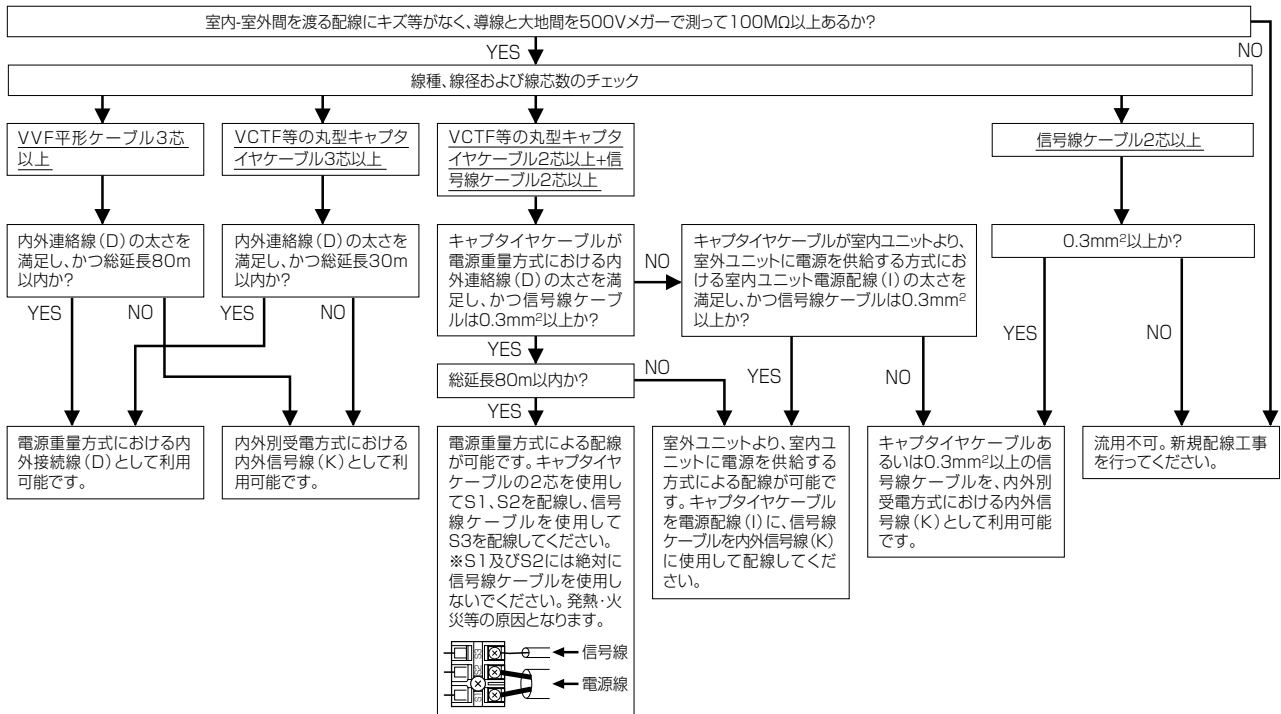 室内-室外間を渡る配線にキズ等がなく、導線と大地間を500Vメガーで測って100MΩ以上あるか?
YES
NO
線種、線径および線芯数のチェック
VVF平形ケーブル3芯
以上
VCTF等の丸型キャプタ
イヤケーブル3芯以上
VCTF等の丸型キャプタ
イヤケーブル2芯以上+信
号線ケーブル2芯以上
信号線ケーブル2芯以上
内外連絡線(D)の太さを
満足し、かつ総延長80m
以内か?
内外連絡線(D)の太さを
満足し、かつ総延長30m
以内か?
キャプタイヤケーブルが
電源重量方式における内
外連絡線(D)の太さを満
足し、かつ信号線ケーブ
ルは0.3mm²以上か?
NO
キャプタイヤケーブルが室内ユニットより、
室外ユニットに電源を供給する方式にお
ける室内ユニット電源配線(I)の太さを
満足し、かつ信号線ケーブルは0.3mm²
以上か?
0.3mm²以上か?
YES
NO
YES
NO
YES
YES
NO
YES
NO
総延長80m以内か?
NO
YES
電源重量方式における内
外接続線(D)として利用
可能です。
内外別受電方式における
内外信号線(K)として利
用可能です。
電源重量方式による配線
が可能です。キャプタイヤ
ケーブルの2芯を使用し
てS1、S2を配線し、信号
線ケーブルを使用して
S3を配線してください。
※S1及びS2には絶対に
信号線ケーブルを使用し
ないでください。発熱・火
災等の原因となります。
S3
S2
S1
信号線
電源線
室外ユニットより、室内ユ
ニットに電源を供給する
方式による配線が可能で
す。キャプタイヤケーブル
を電源配線(I)に、信号線
ケーブルを内外信号線(K)
に使用して配線してくだ
さい。
キャプタイヤケーブルあ
るいは0.3mm²以上の信
号線ケーブルを、内外別
受電方式における内外信
号線(K)として利用可能
です。
流用不可。新規配線工事
を行ってください。